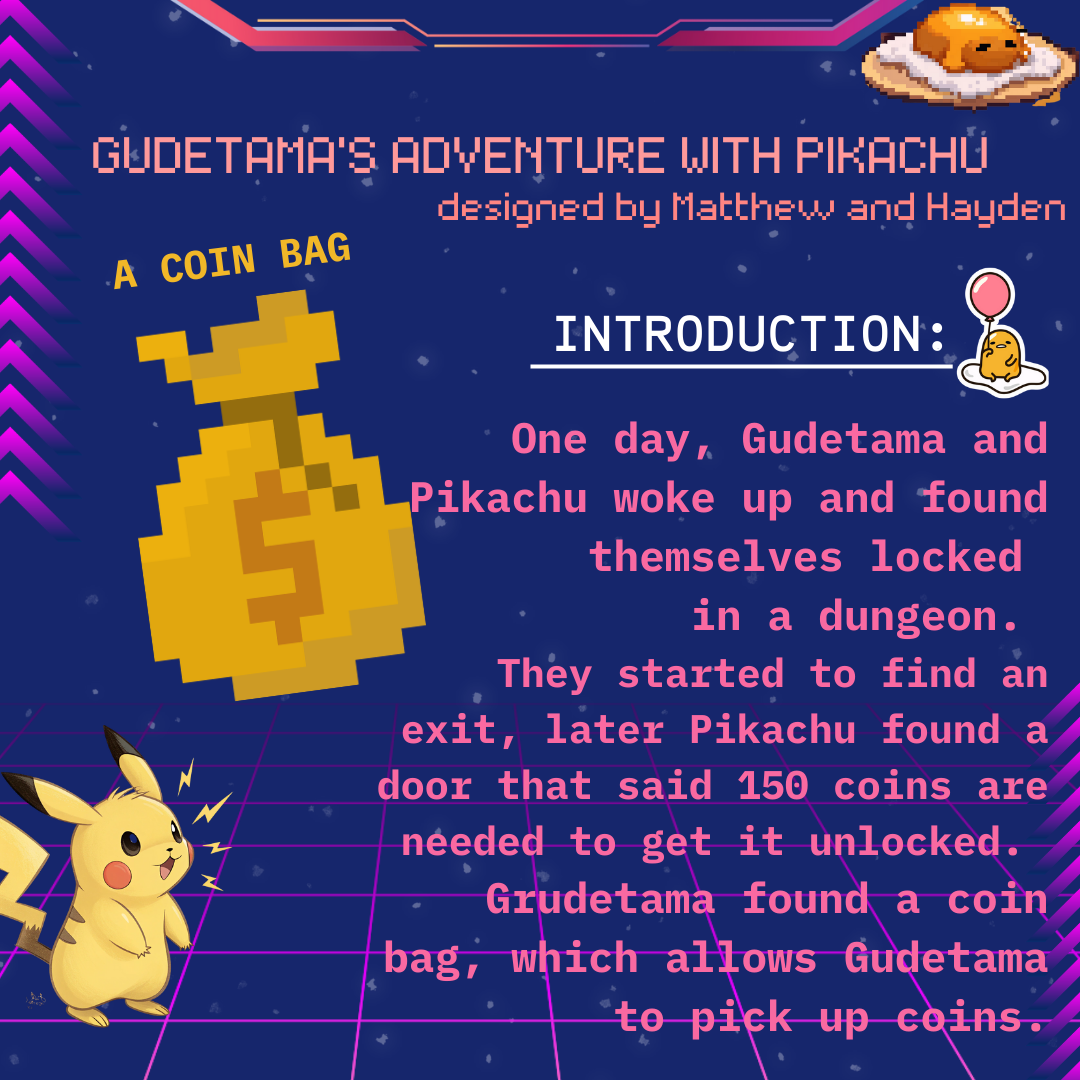 GUDETAMA'S ADVENTURE WITH PIKACHU
designed by Matthew and Hayden
A COIN BAG
INTRODUCTION:
One day, Gudetama and
Pikachu woke up and found
themselves locked
in a dungeon.
They started to find an
exit, later Pikachu found a
door that said 150 coins are
needed to get it unlocked.
Grudetama found a coin
bag, which allows Gudetama
to pick up coins.